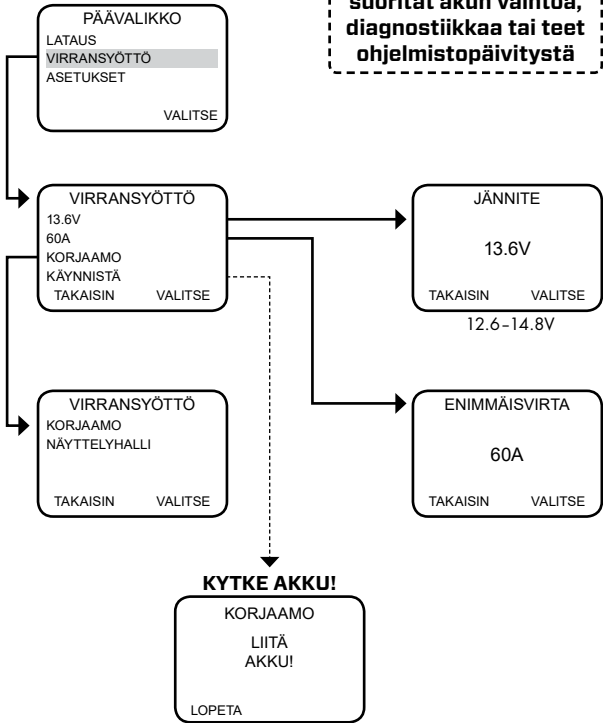 suoritat akun vaihtoa,
diagnostiikkaa tai teet
ohjelmistopäivitystä
PÄÄVALIKKO
LATAUS
VIRRANSYÖTTÖ
ASETUKSET
VALITSE
VIRRANSYÖTTÖ
13.6V
60A
KORJAAMO
KÄYNNISTÄ
TAKAISIN VALITSE
JÄNNITE
13.6V
TAKAISIN VALITSE
12.6–14.8V
VIRRANSYÖTTÖ
KORJAAMO
NÄYTTELYHALLI
TAKAISIN VALITSE
ENIMMÄISVIRTA
60A
TAKAISIN VALITSE
KYTKE AKKU!
KORJAAMO
LIITÄ
AKKU!
LOPETA